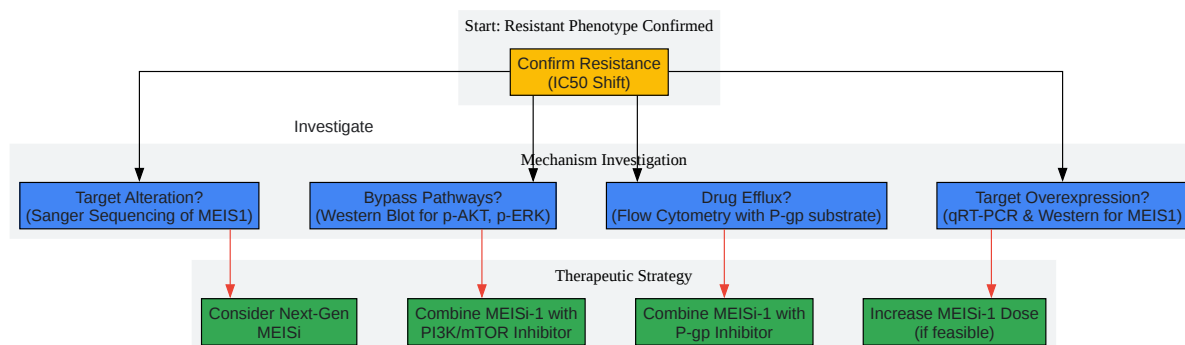 Start: Resistant Phenotype Confirmed
Confirm Resistance
(IC50 Shift)
Investigate
Mechanism Investigation
Target Alteration?
(Sanger Sequencing of MEIS1)
Bypass Pathways?
(Western Blot for p-AKT, p-ERK)
Drug Efflux?
(Flow Cytometry with P-gp substrate)
Target Overexpression?
(qRT-PCR & Western for MEIS1)
Therapeutic Strategy
Consider Next-Gen
MEISi
Combine MEISi-1 with
PI3K/mTOR Inhibitor
Combine MEISi-1 with
P-gp Inhibitor
Increase MEISi-1 Dose
(if feasible)